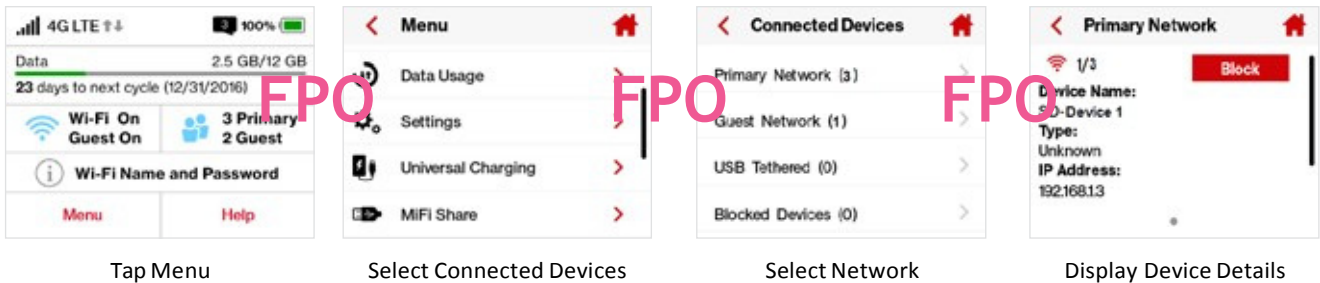 4G LTE 3 100%
Data 2.5 GB/12 GB
23 days to next cycle (12/31/2016)
Wi-Fi On
Guest On
3 Primary
2 Guest
Wi-Fi Name and Password
Menu Help
FPO
Tap Menu
Menu
Data Usage
Settings
Universal Charging
MiFi Share
Select Connected Devices
FPO
Connected Devices
Primary Network (3)
Guest Network (1)
USB Tethered (0)
Blocked Devices (0)
Select Network
FPO
Primary Network
1/3
Block
Device Name:
SD-Device 1
Type:
Unknown
IP Address:
192.168.1.3
Display Device Details